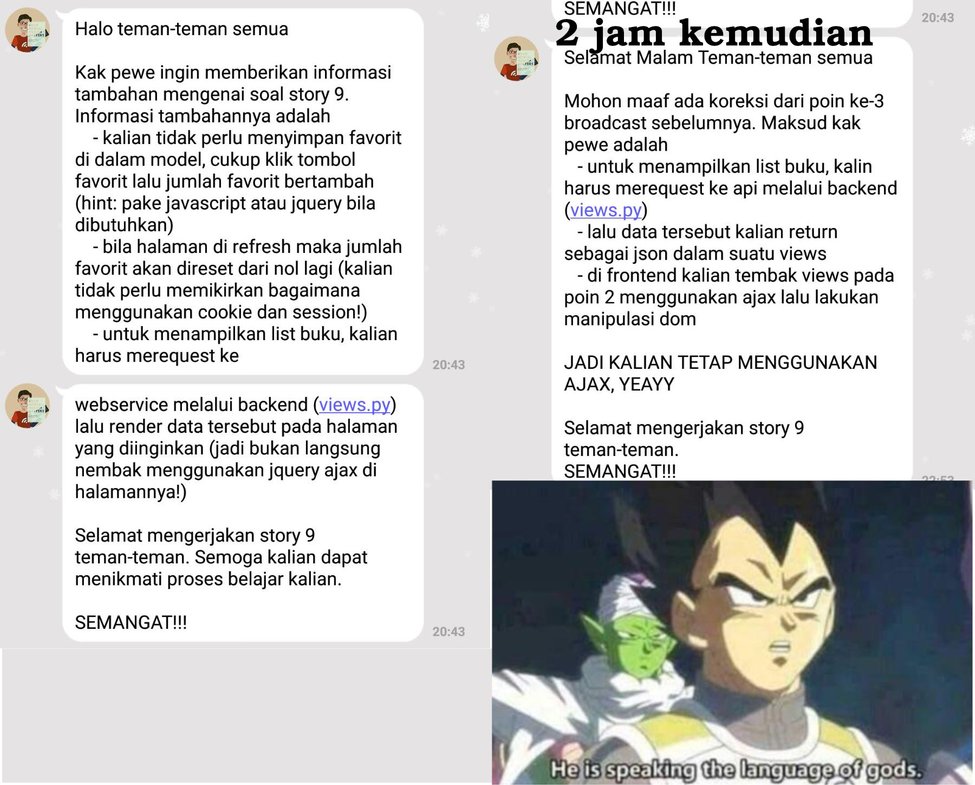 Halo teman-teman semua
Kak pewe ingin memberikan informasi
tambahan mengenai soal story 9.
Informasi tambahannya adalah
- kalian tidak perlu menyimpan favorit
di dalam model, cukup klik tombol
favorit lalu jumlah favorit bertambah
(hint: pake javascript atau jquery bila
dibutuhkan)
- bila halaman di refresh maka jumlah
favorit akan direset dari nol lagi (kalian
tidak perlu memikirkan bagaimana
menggunakan cookie dan session!)
- untuk menampilkan list buku, kalian
harus merequest ke
20:43
webservice melalui backend (views.py)
lalu render data tersebut pada halaman
yang diinginkan (jadi bukan langsung
nembak menggunakan jquery ajax di
halamannya!)
Selamat mengerjakan story 9
teman-teman. Semoga kalian dapat
menikmati proses belajar kalian.
SEMANGAT!!!
20:43
SEMANGAT!!!
20:43
2 jam kemudian
Selamat Malam Teman-teman semua
Mohon maaf ada koreksi dari poin ke-3
broadcast sebelumnya. Maksud kak
pewe adalah
- untuk menampilkan list buku, kalin
harus merequest ke api melalui backend
(views.py)
- lalu data tersebut kalian return
sebagai json dalam suatu views
- di frontend kalian tembak views pada
poin 2 menggunakan ajax lalu lakukan
manipulasi dom
JADI KALIAN TETAP MENGGUNAKAN
AJAX, YEAYY
Selamat mengerjakan story 9
teman-teman.
SEMANGAT!!!
He is speaking the language of gods.